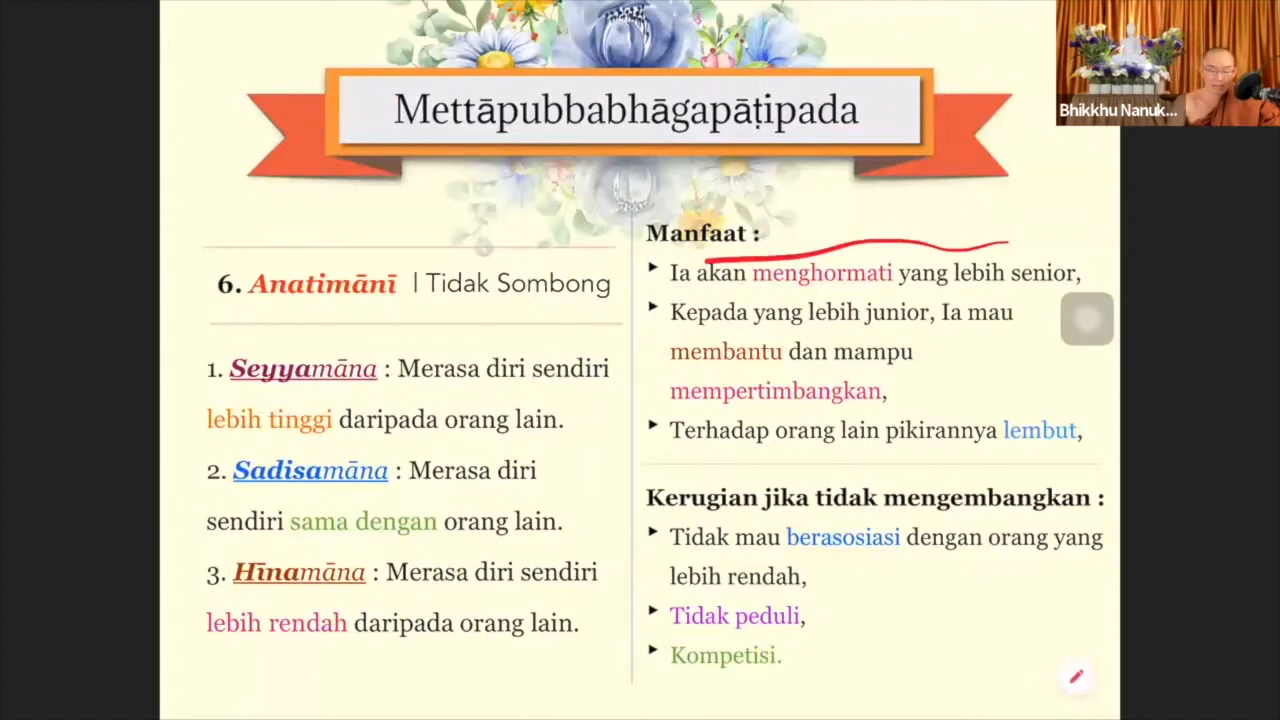 Mettāpubbabhāgapāṭipada
Bhikkhu Nanuk...
6. Anatimānī | Tidak Sombong
1. Seyyamāna : Merasa diri sendiri
lebih tinggi daripada orang lain.
2. Sadisamāna : Merasa diri
sendiri sama dengan orang lain.
3. Hīnamāna : Merasa diri sendiri
lebih rendah daripada orang lain.
Manfaat :
‣ Ia akan menghormati yang lebih senior,
‣ Kepada yang lebih junior, Ia mau
membantu dan mampu
mempertimbangkan,
‣ Terhadap orang lain pikirannya lembut,
Kerugian jika tidak mengembangkan :
‣ Tidak mau berasosiasi dengan orang yang
lebih rendah,
‣ Tidak peduli,
‣ Kompetisi.